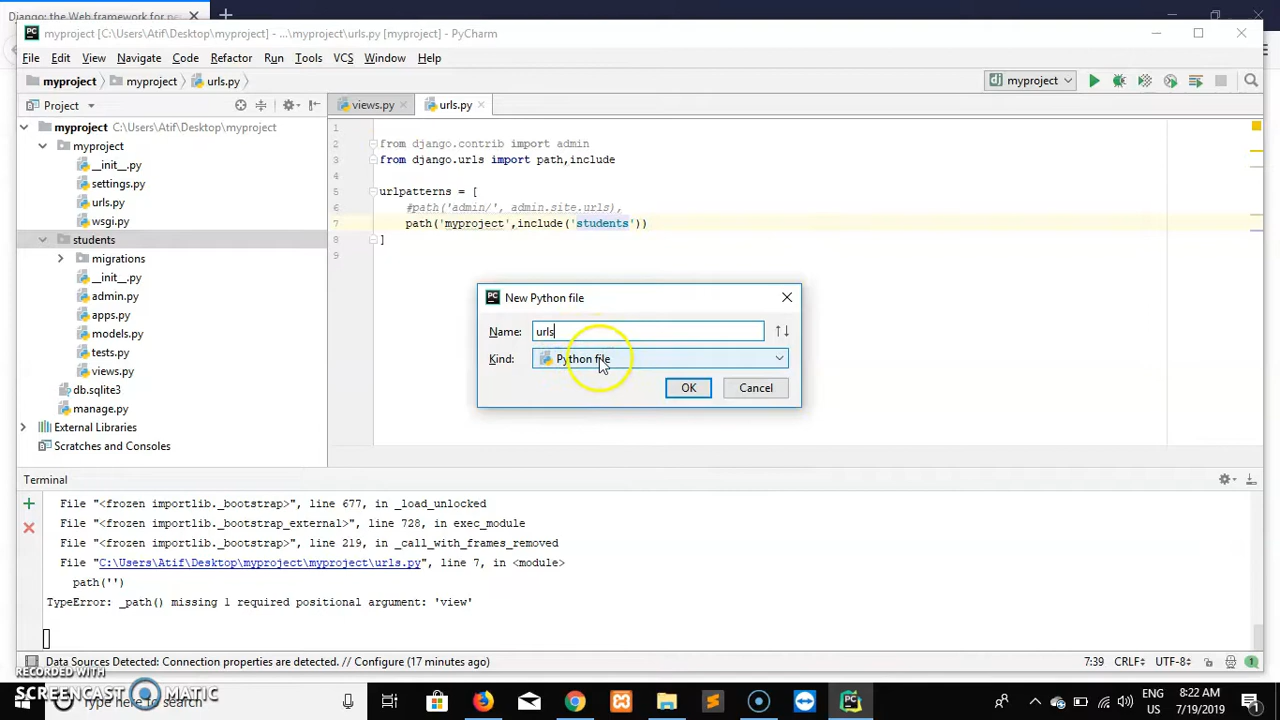 Django: the Web framework for pe
myproject [C:\Users\Atif\Desktop\myproject] - ...\myproject\urls.py [myproject] - PyCharm
File Edit View Navigate Code Refactor Run Tools VCS Window Help
myproject myproject urls.py myproject
Project views.py urls.py
myproject C:\Users\Atif\Desktop\myproject
myproject
__init__.py
settings.py
urls.py
wsgi.py
students
migrations
__init__.py
admin.py
apps.py
models.py
tests.py
views.py
db.sqlite3
manage.py
External Libraries
Scratches and Consoles
1
2 from django.contrib import admin
3 from django.urls import path,include
4
5 urlpatterns = [
6 #path('admin/', admin.site.urls),
7 path('myproject',include('students'))
8 ]
9
New Python file
Name: urls
Kind: Python file
OK Cancel
Terminal
File "<frozen importlib._bootstrap>", line 677, in _load_unlocked
File "<frozen importlib._bootstrap_external>", line 728, in exec_module
File "<frozen importlib._bootstrap>", line 219, in _call_with_frames_removed
File "C:\Users\Atif\Desktop\myproject\myproject\urls.py", line 7, in <module>
path('')
TypeError: _path() missing 1 required positional argument: 'view'
Data Sources Detected: Connection properties are detected. // Configure (17 minutes ago) 7:39 CRLF UTF-8
RECORDED WITH
SCREENCAST MATIC
Type here to search
ENG
US
8:22 AM
7/19/2019